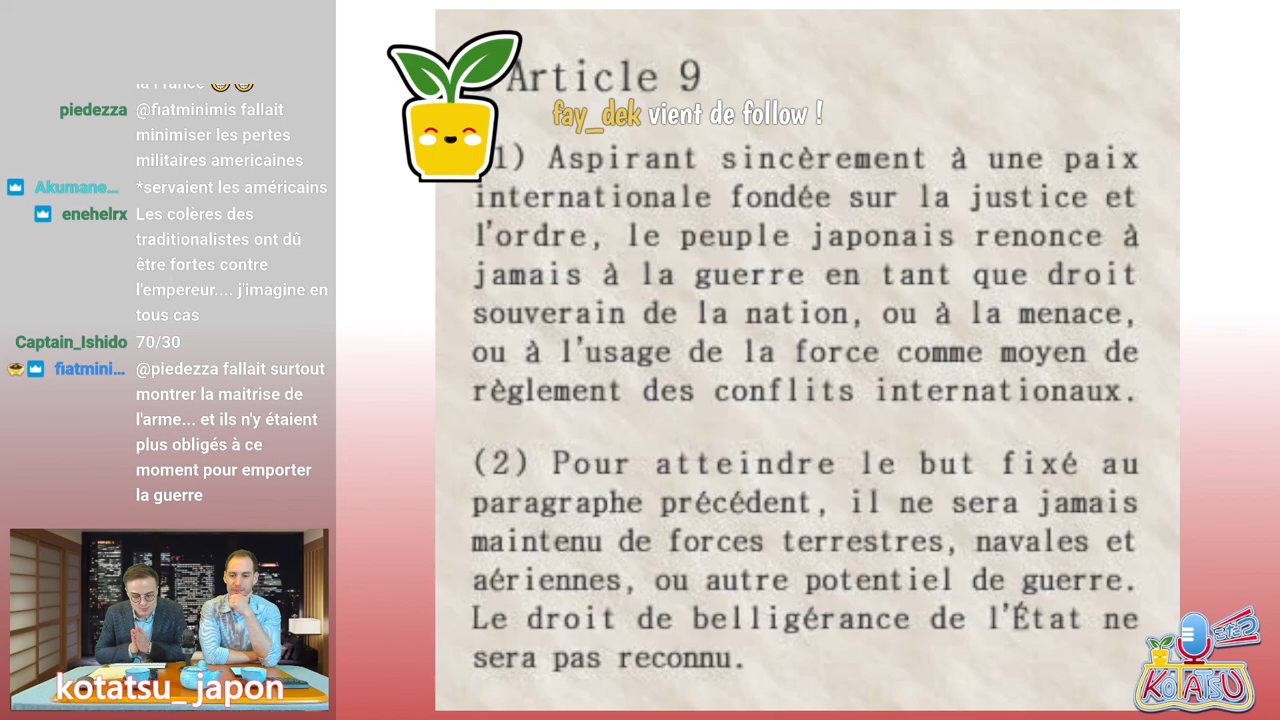 la France
piedezza @fiatminimis fallait
minimiser les pertes
militaires americaines
Akumane... *servaient les américains
enehelrx Les colères des
traditionalistes ont dû
être fortes contre
l'empereur.... j'imagine en
tous cas
Captain_Ishido 70/30
fiatmini... @piedezza fallait surtout
montrer la maitrise de
l'arme... et ils n'y étaient
plus obligés à ce
moment pour emporter
la guerre
kotatsu_japon
Article 9
fay_dek vient de follow !
1) Aspirant sincèrement à une paix
internationale fondée sur la justice et
l'ordre, le peuple japonais renonce à
jamais à la guerre en tant que droit
souverain de la nation, ou à la menace,
ou à l'usage de la force comme moyen de
règlement des conflits internationaux.
(2) Pour atteindre le but fixé au
paragraphe précédent, il ne sera jamais
maintenu de forces terrestres, navales et
aériennes, ou autre potentiel de guerre.
Le droit de belligérance de l'État ne
sera pas reconnu.
KOTATSU